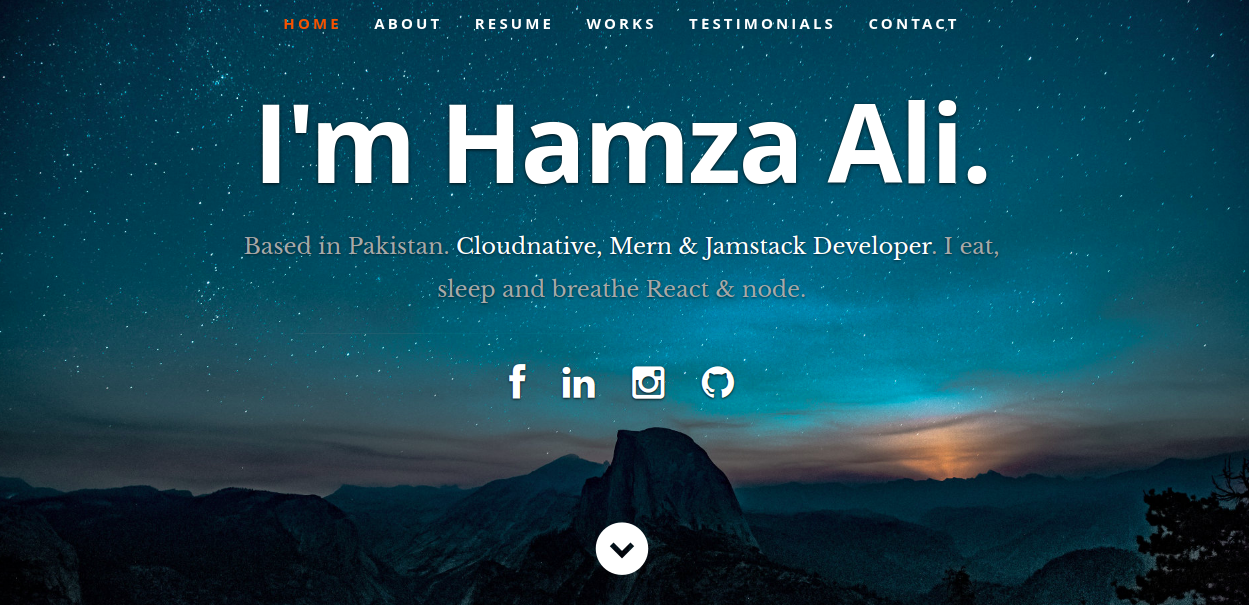 HOME ABOUT RESUME WORKS TESTIMONIALS CONTACT
I'm Hamza Ali.
Based in Pakistan. Cloudnative, Mern & Jamstack Developer. I eat,
sleep and breathe React & node.